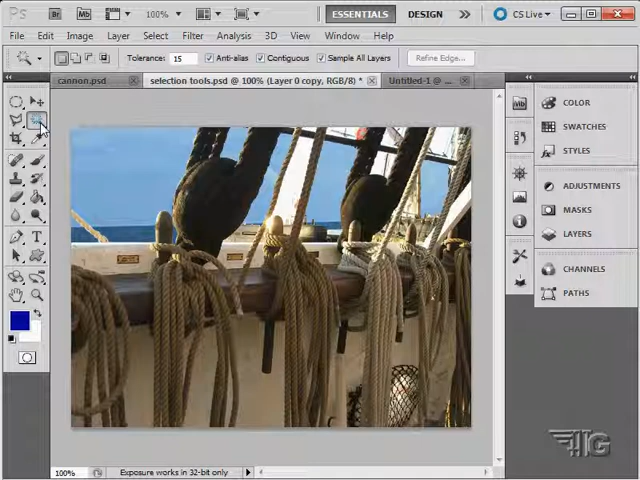 Ps Br Mb 100% ESSENTIALS DESIGN CS Live
File Edit Image Layer Select Filter Analysis 3D View Window Help
Tolerance: 15 Anti-alias Contiguous Sample All Layers Refine Edge...
cannon.psd selection tools.psd @ 100% (Layer 0 copy, RGB/8) * Untitled-1 @
Mb COLOR
SWATCHES
STYLES
ADJUSTMENTS
MASKS
LAYERS
CHANNELS
PATHS
T
100% Exposure works in 32-bit only